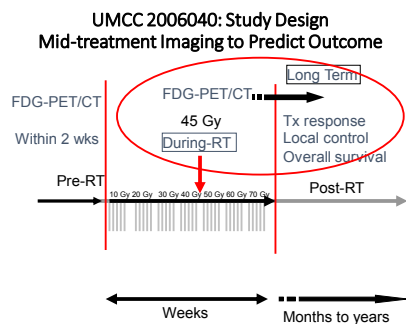 UMCC 2006040: Study Design
Mid-treatment Imaging to Predict Outcome
Long Term
FDG-PET/CT
FDG-PET/CT
45 Gy
Tx response
Within 2 wks
During-RT
Local control
Overall survival
Pre-RT
Post-RT
10 Gy 20 Gy 30 Gy 40 Gy 50 Gy 60 Gy 70 Gy
Weeks
Months to years